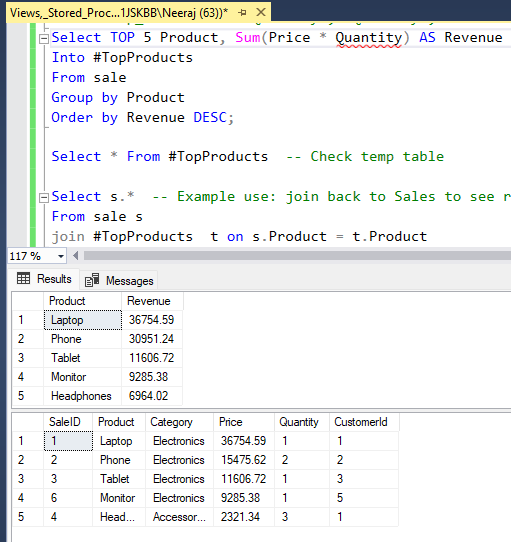 Views,_Stored_Proc...1JSKBB\Neeraj (63))*
Select TOP 5 Product, Sum(Price * Quantity) AS Revenue
Into #TopProducts
From sale
Group by Product
Order by Revenue DESC;
Select * From #TopProducts  -- Check temp table
Select s.*  -- Example use: join back to Sales to see r
From sale s
join #TopProducts  t on s.Product = t.Product
117 %
Results Messages
Product Revenue
1 Laptop 36754.59
2 Phone 30951.24
3 Tablet 11606.72
4 Monitor 9285.38
5 Headphones 6964.02
SaleID Product Category Price Quantity CustomerId
1 1 Laptop Electronics 36754.59 1 1
2 2 Phone Electronics 15475.62 2 2
3 3 Tablet Electronics 11606.72 1 3
4 6 Monitor Electronics 9285.38 1 5
5 4 Head... Accessor... 2321.34 3 1